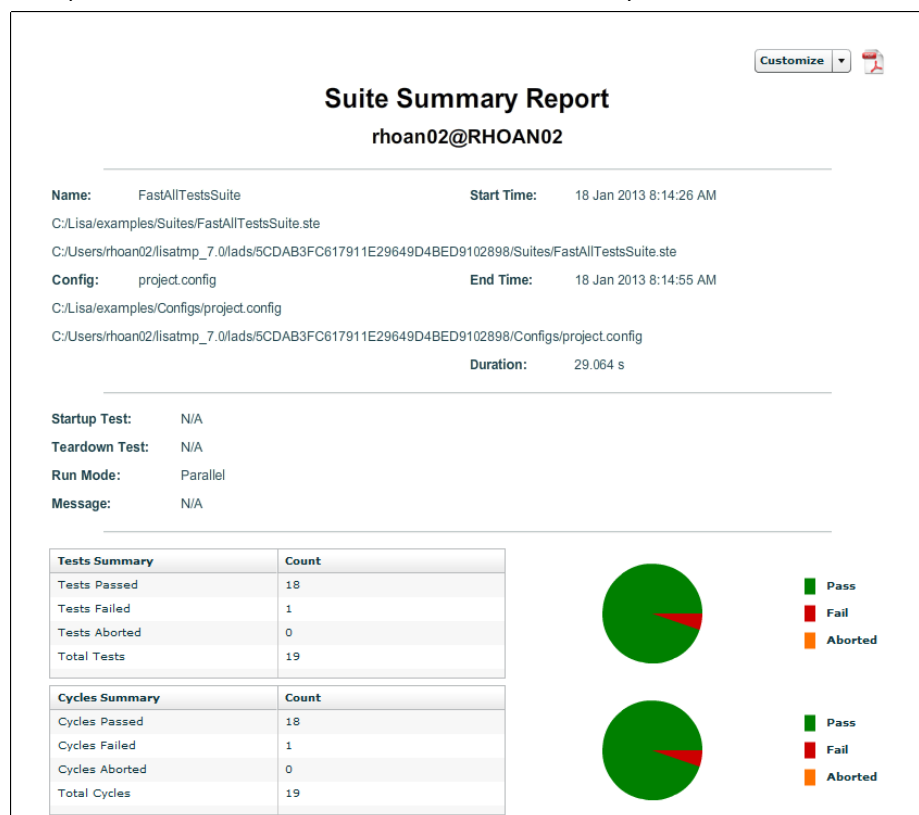 Customize
Suite Summary Report
rhoan02@RHOAN02
Name: FastAllTestsSuite Start Time: 18 Jan 2013 8:14:26 AM
C:/Lisa/examples/Suites/FastAllTestsSuite.ste
C:/Users/rhoan02/lisatmp_7.0/lads/5CDAB3FC617911E29649D4BED9102898/Suites/FastAllTestsSuite.ste
Config: project.config End Time: 18 Jan 2013 8:14:55 AM
C:/Lisa/examples/Configs/project.config
C:/Users/rhoan02/lisatmp_7.0/lads/5CDAB3FC617911E29649D4BED9102898/Configs/project.config
Duration: 29.064 s
Startup Test: N/A
Teardown Test: N/A
Run Mode: Parallel
Message: N/A
Tests Summary Count
Tests Passed 18
Tests Failed 1
Tests Aborted 0
Total Tests 19
Pass
Fail
Aborted
Cycles Summary Count
Cycles Passed 18
Cycles Failed 1
Cycles Aborted 0
Total Cycles 19
Pass
Fail
Aborted